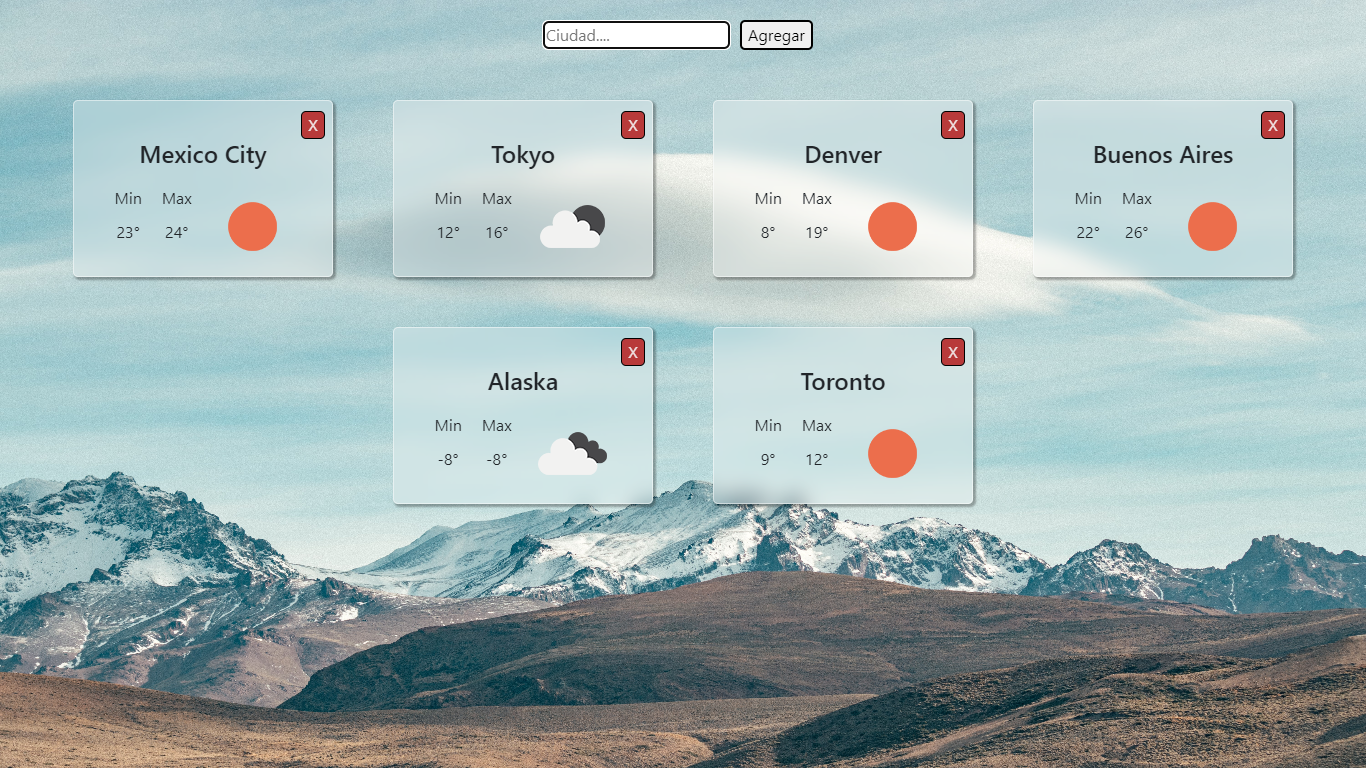 Ciudad.... Agregar
X X X X
Mexico City Tokyo Denver Buenos Aires
Min Max Min Max Min Max Min Max
23° 24° 12° 16° 8° 19° 22° 26°
X X
Alaska Toronto
Min Max Min Max
-8° -8° 9° 12°